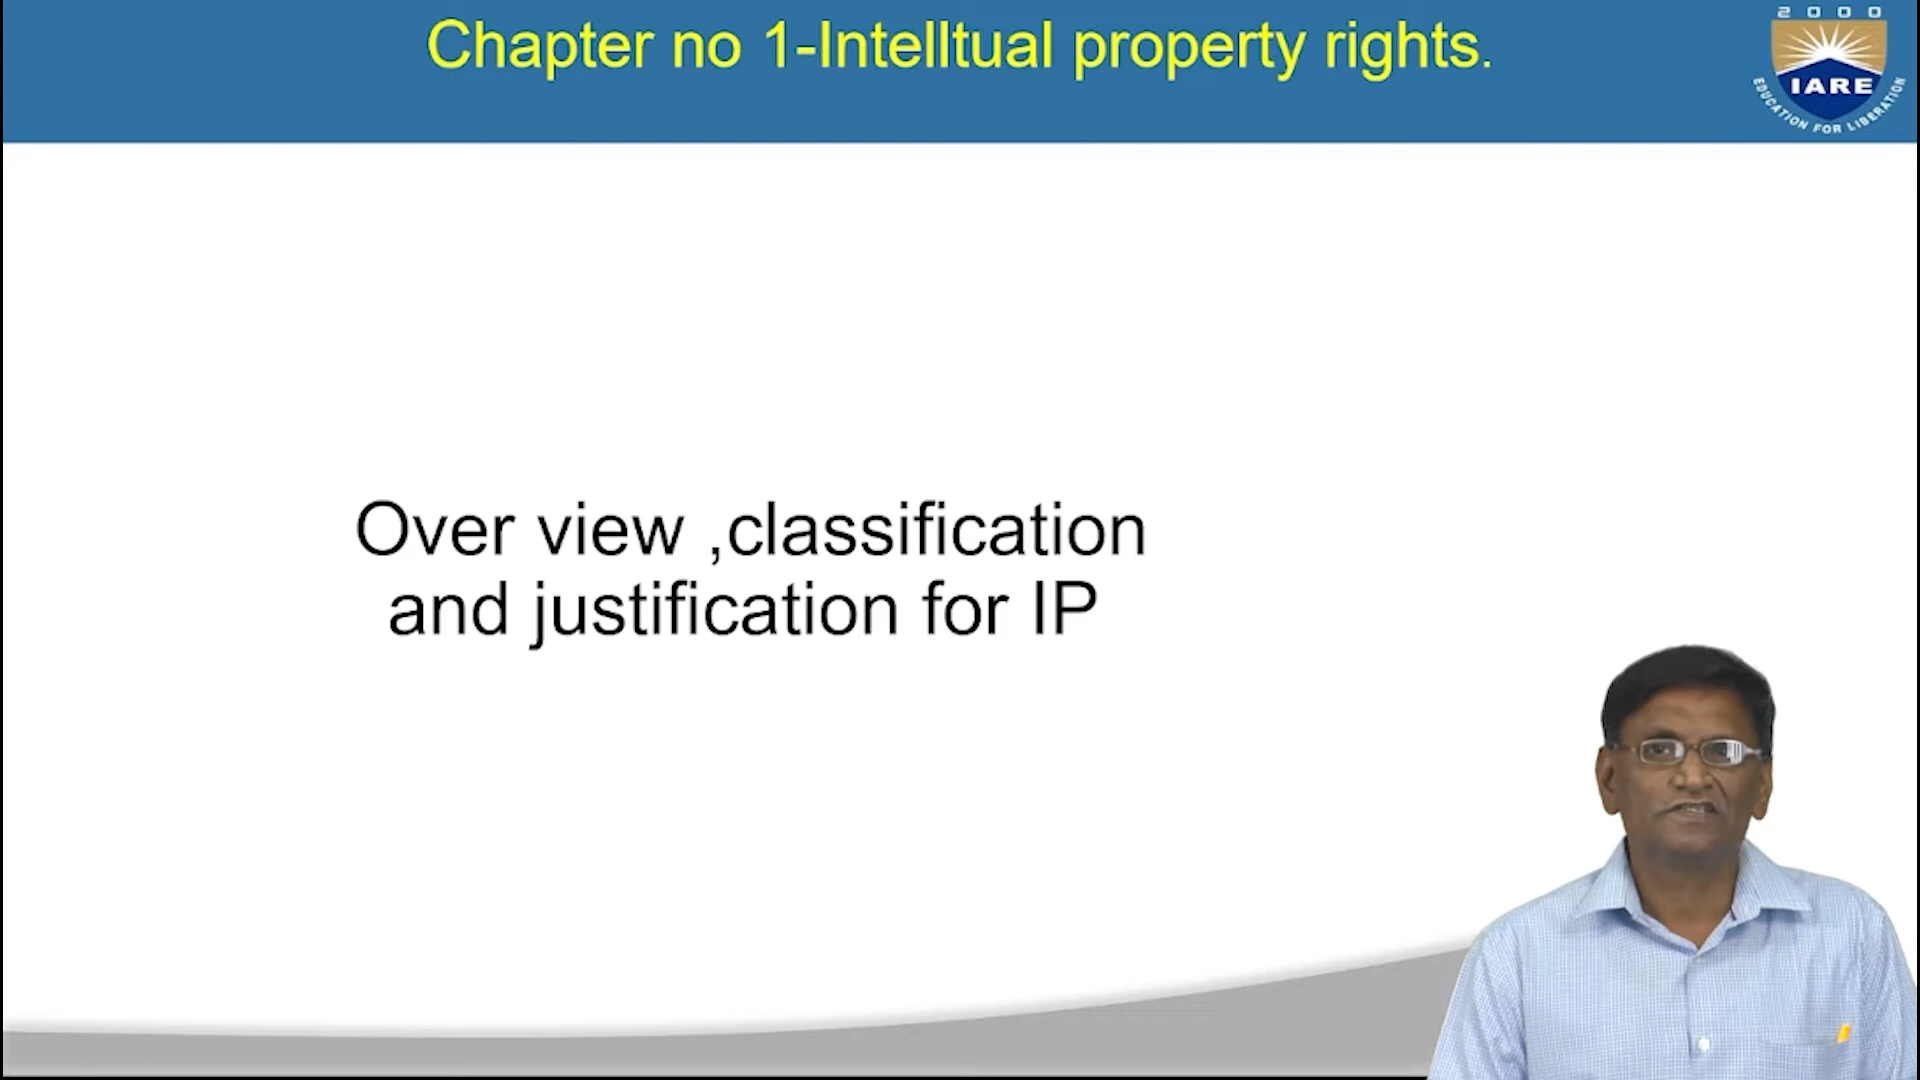 Chapter no 1-Intelltual property rights.
2000
IARE
EDUCATION FOR LIBERATION
Over view ,classification
and justification for IP